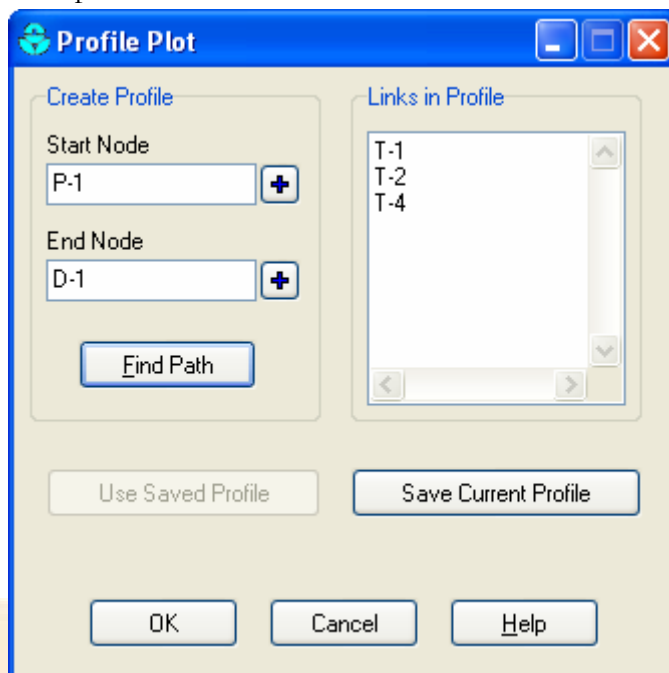 Profile Plot
Create Profile
Start Node
P-1
End Node
D-1
Find Path
Links in Profile
T-1
T-2
T-4
Use Saved Profile
Save Current Profile
OK
Cancel
Help